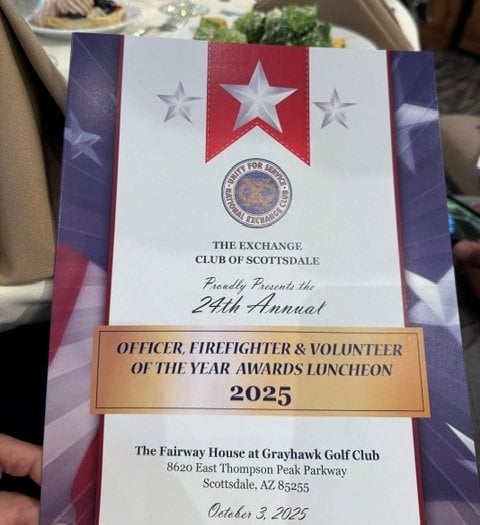 UNITY FOR SERVICE
NATIONAL EXCHANGE CLUB
THE EXCHANGE
CLUB OF SCOTTSDALE
Proudly Presents the
24th Annual
OFFICER, FIREFIGHTER & VOLUNTEER
OF THE YEAR AWARDS LUNCHEON
2025
The Fairway House at Grayhawk Golf Club
8620 East Thompson Peak Parkway
Scottsdale, AZ 85255
October 3, 2025